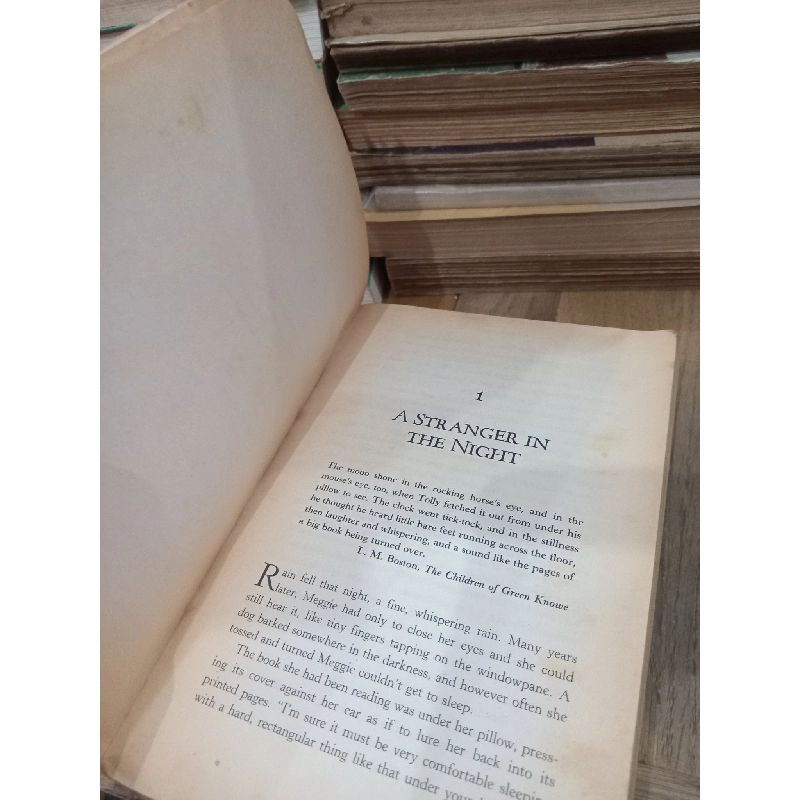 1
A STRANGER IN
THE NIGHT
The moon shone in the rocking horse's eye, and in the
mouse's eye, too, when Tolly fetched it out from under his
pillow to see. The clock went tick-tock, and in the stillness
he thought he heard little bare feet running across the floor,
then laughter and whispering, and a sound like the pages of
a big book being turned over.
L. M. Boston, The Children of Green Knowe
Rain fell that night, a fine, whispering rain. Many years
later, Meggie had only to close her eyes and she could
still hear it, like tiny fingers tapping on the windowpane. A
dog barked somewhere in the darkness, and however often she
tossed and turned Meggie couldn't get to sleep.
The book she had been reading was under her pillow, press-
ing its cover against her ear as if to lure her back into its
printed pages. 'I'm sure it must be very comfortable sleeping
with a hard, rectangular thing like that under your